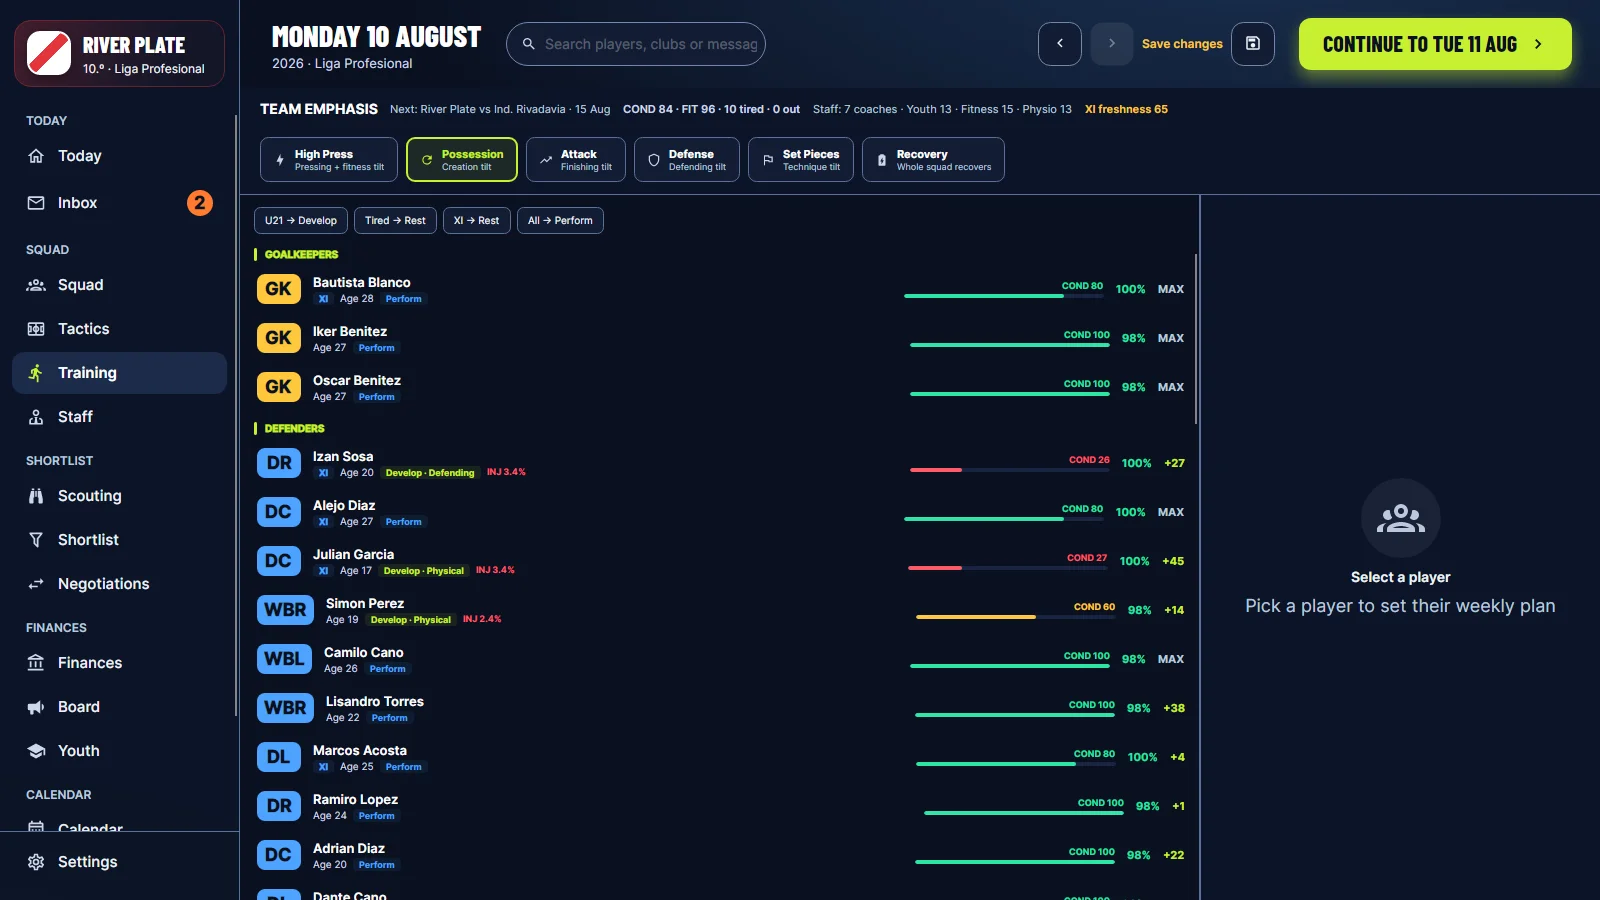 RIVER PLATE
10.º · Liga Profesional
TODAY
Today
Inbox 2
SQUAD
Squad
Tactics
Training
Staff
SHORTLIST
Scouting
Shortlist
Negotiations
FINANCES
Finances
Board
Youth
CALENDAR
Calendar
Settings
MONDAY 10 AUGUST
2026 · Liga Profesional
Search players, clubs or messag
Save changes
CONTINUE TO TUE 11 AUG
TEAM EMPHASIS Next: River Plate vs Ind. Rivadavia · 15 Aug COND 84 · FIT 96 · 10 tired · 0 out Staff: 7 coaches · Youth 13 · Fitness 15 · Physio 13 XI freshness 65
High Press
Pressing + fitness tilt
Possession
Creation tilt
Attack
Finishing tilt
Defense
Defending tilt
Set Pieces
Technique tilt
Recovery
Whole squad recovers
U21 → Develop Tired → Rest XI → Rest All → Perform
GOALKEEPERS
GK Bautista Blanco COND 80 100% MAX
XI Age 28 Perform
GK Iker Benitez COND 100 98% MAX
Age 27 Perform
GK Oscar Benitez COND 100 98% MAX
Age 27 Perform
DEFENDERS
DR Izan Sosa COND 26 100% +27
XI Age 20 Develop · Defending INJ 3.4%
DC Alejo Diaz COND 80 100% MAX
XI Age 27 Perform
DC Julian Garcia COND 27 100% +45
XI Age 17 Develop · Physical INJ 3.4%
WBR Simon Perez COND 60 98% +14
Age 19 Develop · Physical INJ 2.4%
WBL Camilo Cano COND 100 98% MAX
Age 26 Perform
WBR Lisandro Torres COND 100 98% +38
Age 22 Perform
DL Marcos Acosta COND 80 100% +4
XI Age 25 Perform
DR Ramiro Lopez COND 100 98% +1
Age 24 Perform
DC Adrian Diaz COND 100 98% +22
Age 20 Perform
Dante Cano
Select a player
Pick a player to set their weekly plan